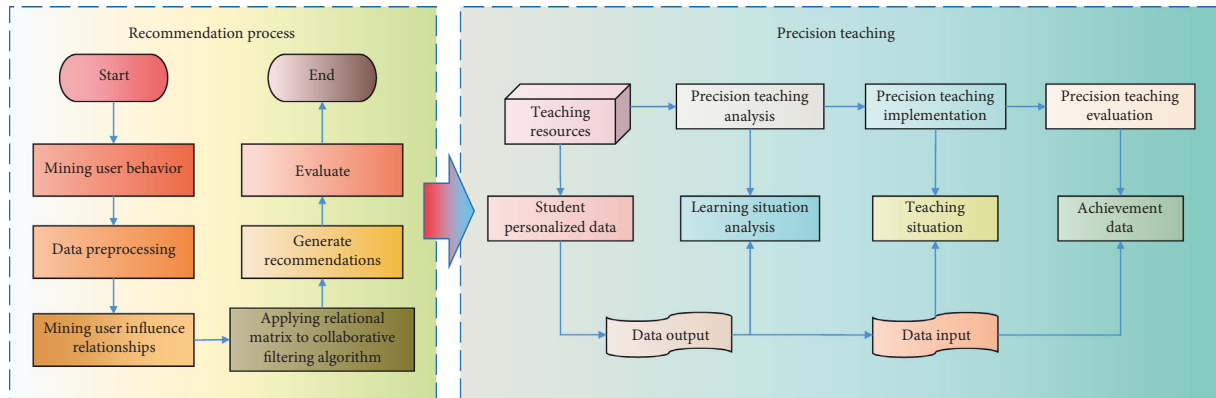 Recommendation process
Start
Mining user behavior
Data preprocessing
Mining user influence
relationships
Applying relational
matrix to collaborative
filtering algorithm
Generate
recommendations
Evaluate
End
Precision teaching
Teaching
resources
Precision teaching
analysis
Precision teaching
implementation
Precision teaching
evaluation
Student
personalized data
Learning situation
analysis
Teaching
situation
Achievement
data
Data output
Data input